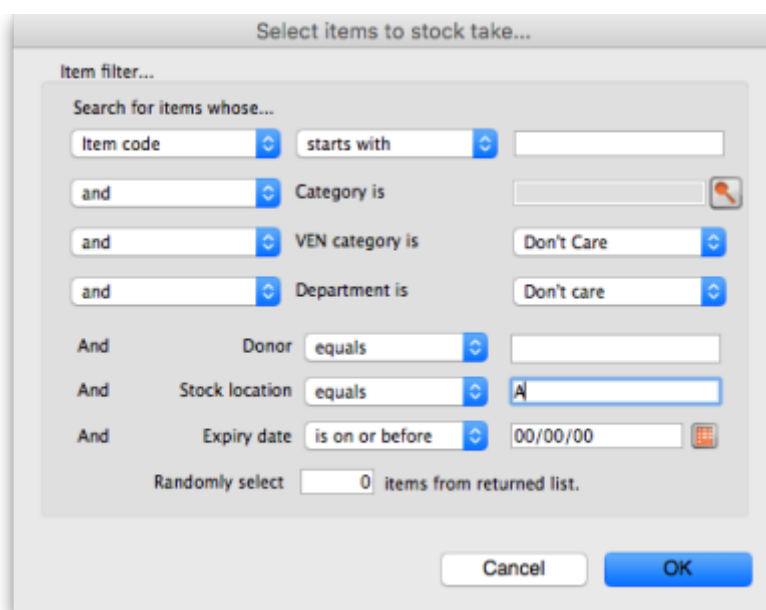 Select items to stock take...
Item filter...
Search for items whose...
Item code starts with
and Category is
and VEN category is Don't Care
and Department is Don't care
And Donor equals
And Stock location equals A
And Expiry date is on or before 00/00/00
Randomly select 0 items from returned list.
Cancel OK